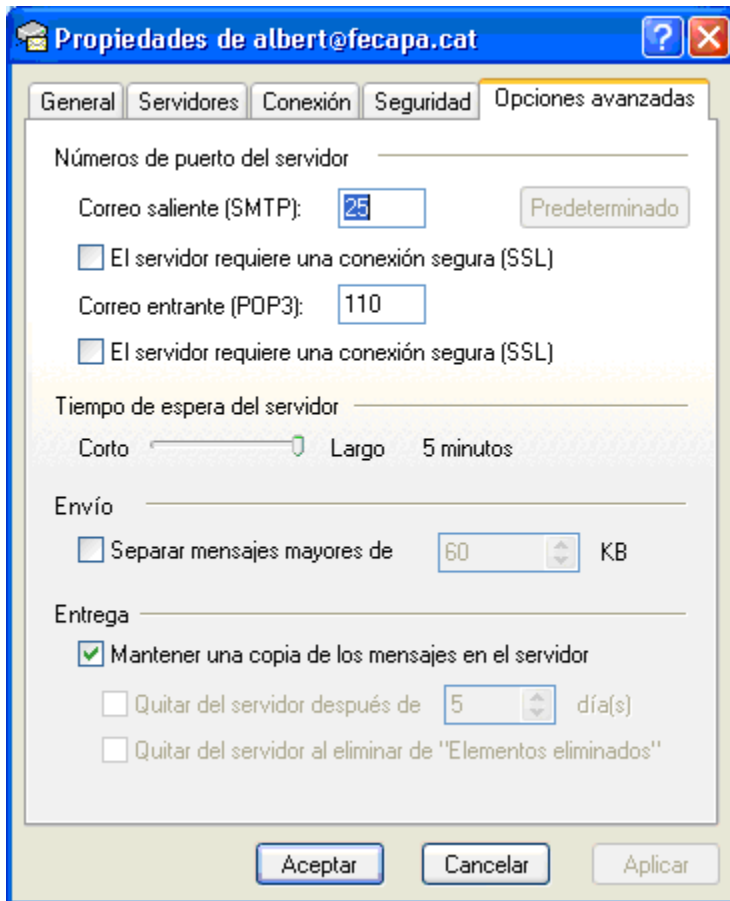 Propiedades de albert@fecapa.cat
General Servidores Conexión Seguridad Opciones avanzadas
Números de puerto del servidor
Correo saliente (SMTP): 25 Predeterminado
El servidor requiere una conexión segura (SSL)
Correo entrante (POP3): 110
El servidor requiere una conexión segura (SSL)
Tiempo de espera del servidor
Corto Largo 5 minutos
Envío
Separar mensajes mayores de 60 KB
Entrega
Mantener una copia de los mensajes en el servidor
Quitar del servidor después de 5 día(s)
Quitar del servidor al eliminar de "Elementos eliminados"
Aceptar Cancelar Aplicar